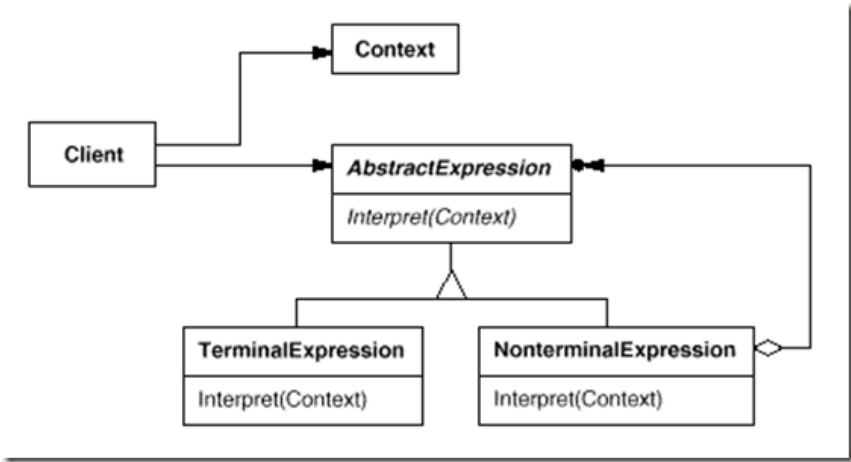 Context
Client
AbstractExpression
Interpret(Context)
TerminalExpression
Interpret(Context)
NonterminalExpression
Interpret(Context)